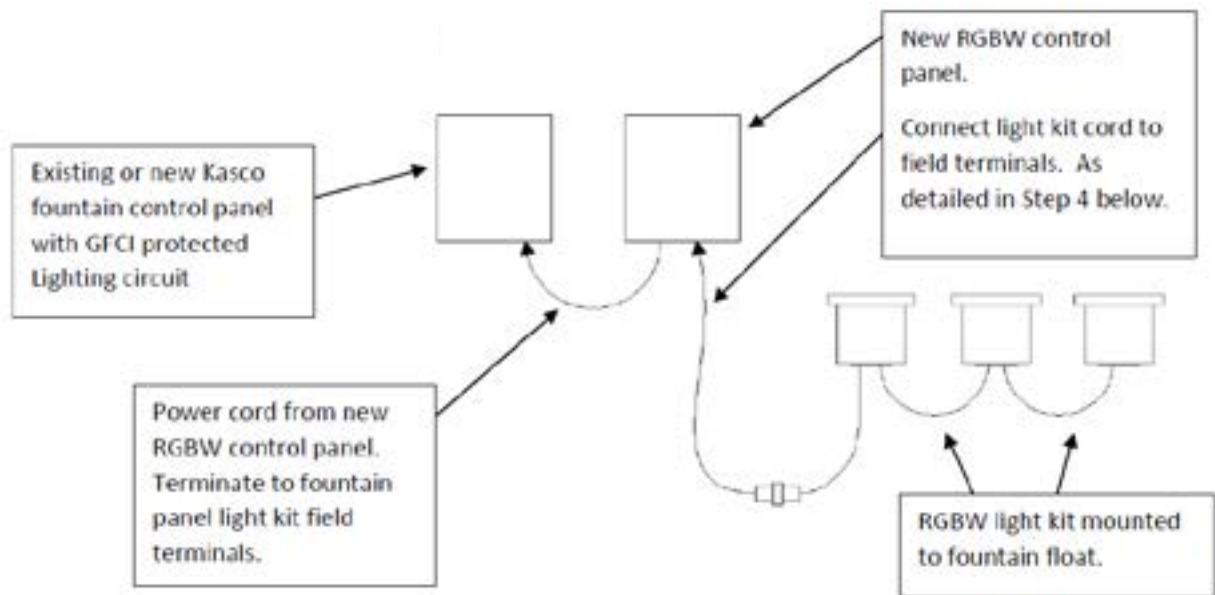 New RGBW control
panel.
Connect light kit cord to
field terminals. As
detailed in Step 4 below.
Existing or new Kasco
fountain control panel
with GFCI protected
Lighting circuit
Power cord from new
RGBW control panel.
Terminate to fountain
panel light kit field
terminals.
RGBW light kit mounted
to fountain float.